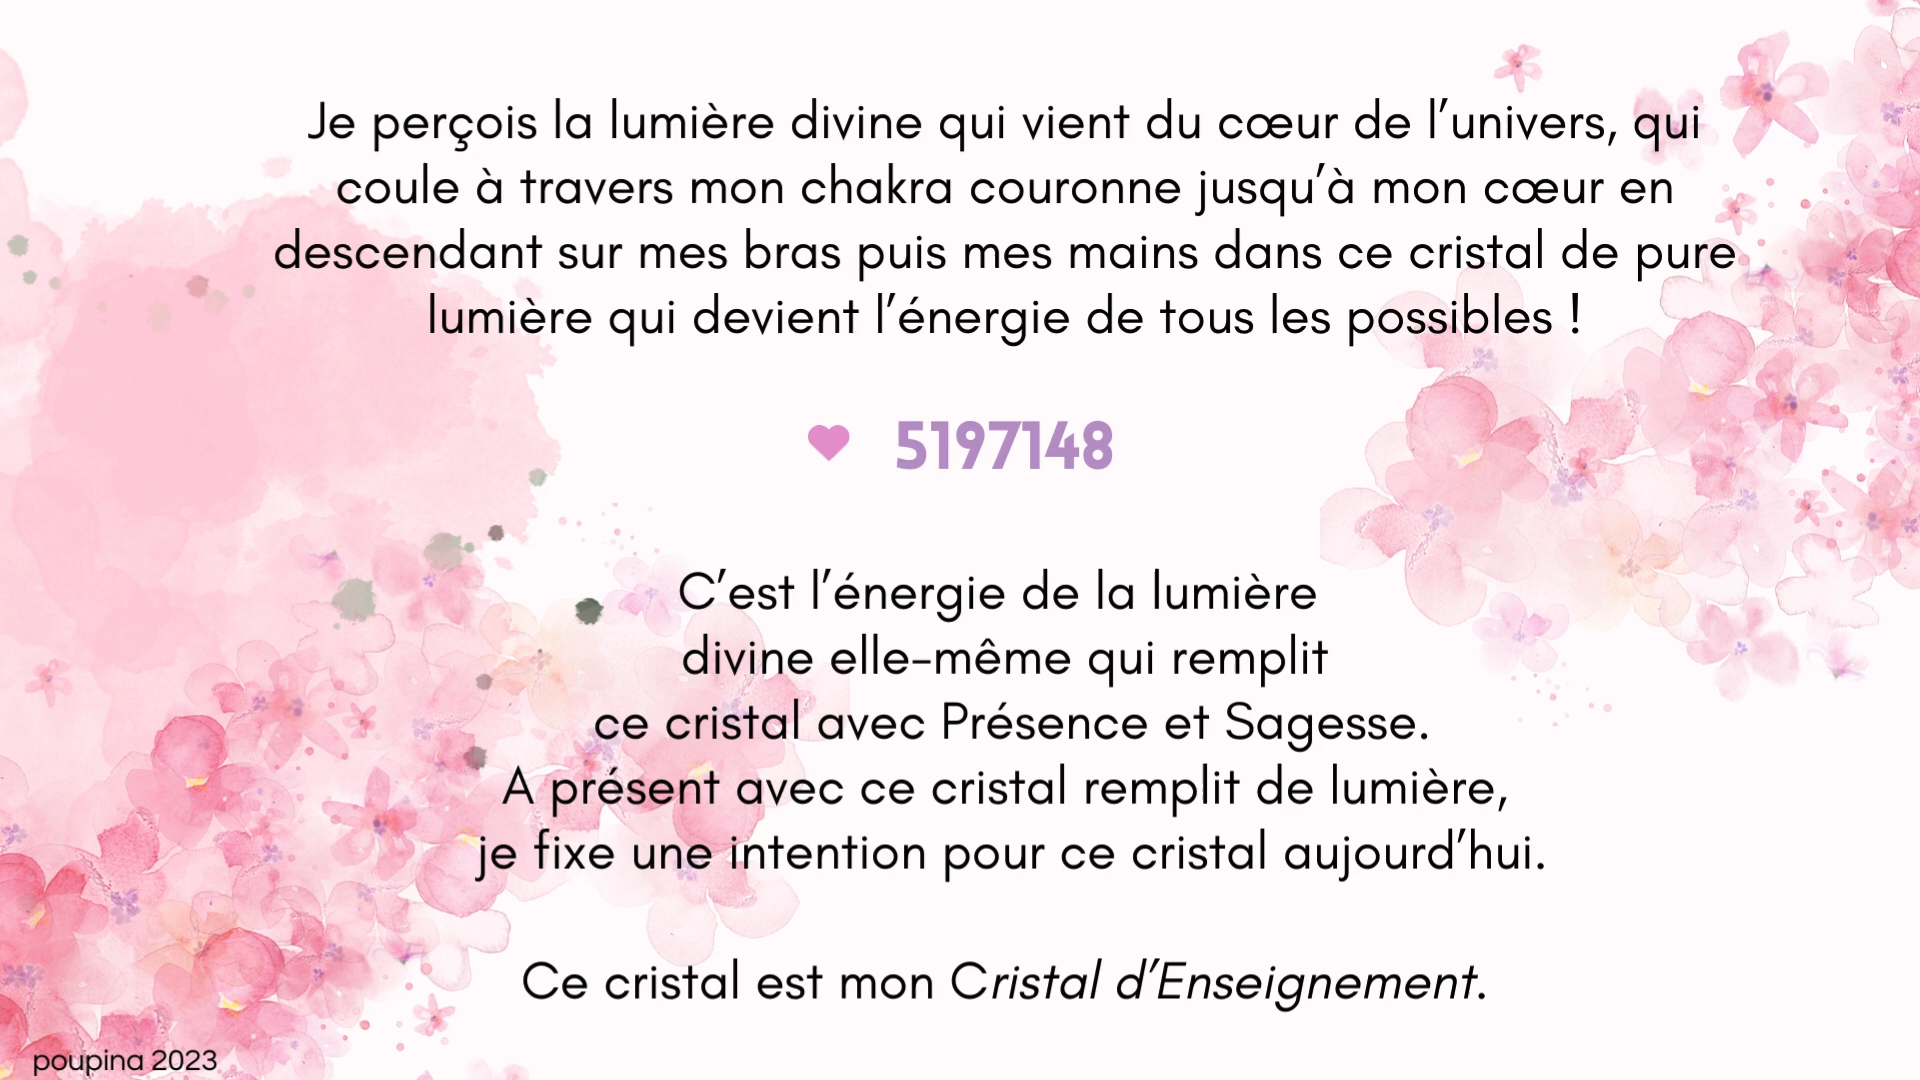 Je perçois la lumière divine qui vient du cœur de l’univers, qui
coule à travers mon chakra couronne jusqu’à mon cœur en
descendant sur mes bras puis mes mains dans ce cristal de pure
lumière qui devient l’énergie de tous les possibles !
5197148
C’est l’énergie de la lumière
divine elle-même qui remplit
ce cristal avec Présence et Sagesse.
A présent avec ce cristal remplit de lumière,
je fixe une intention pour ce cristal aujourd’hui.
Ce cristal est mon Cristal d’Enseignement.
poupina 2023